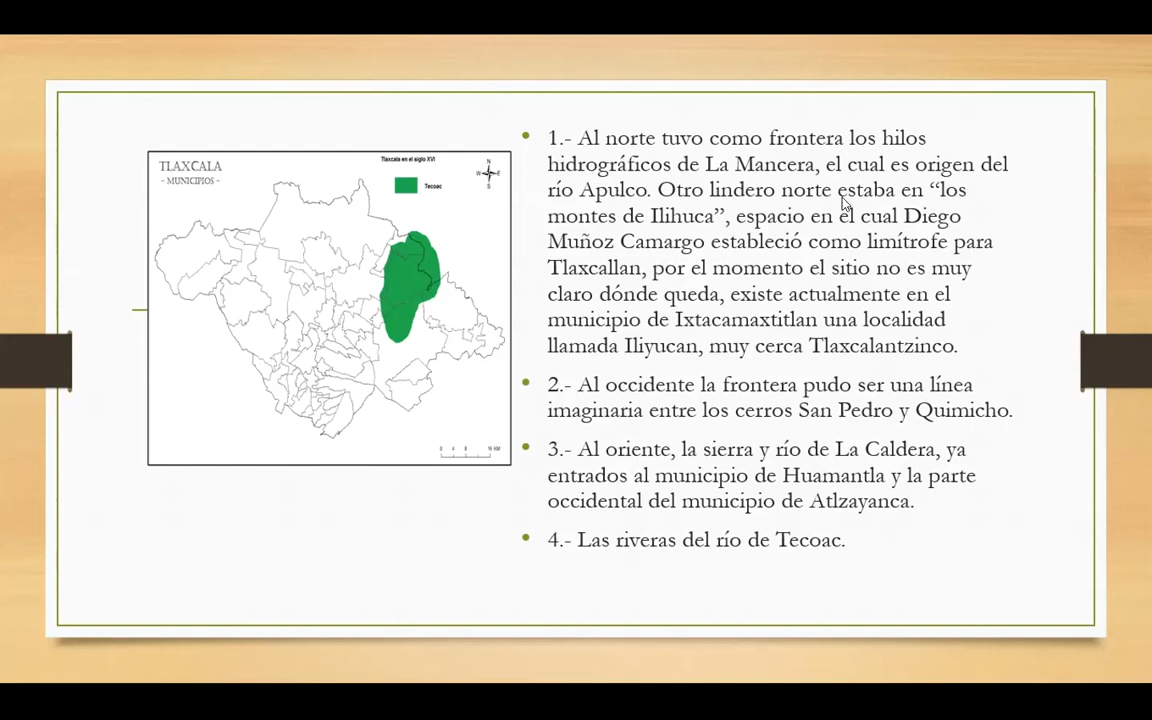 TLAXCALA
- MUNICIPIOS -
Tlaxcala en el siglo XVI
Tecoac
N
W E
S
0 4 8 16 KM
1.- Al norte tuvo como frontera los hilos
hidrográficos de La Mancera, el cual es origen del
río Apulco. Otro lindero norte estaba en “los
montes de Ilihuca”, espacio en el cual Diego
Muñoz Camargo estableció como limítrofe para
Tlaxcallan, por el momento el sitio no es muy
claro dónde queda, existe actualmente en el
municipio de Ixtacamaxtitlan una localidad
llamada Iliyucan, muy cerca Tlaxcalantzinco.
2.- Al occidente la frontera pudo ser una línea
imaginaria entre los cerros San Pedro y Quimicho.
3.- Al oriente, la sierra y río de La Caldera, ya
entrados al municipio de Huamantla y la parte
occidental del municipio de Atlzayanca.
4.- Las riveras del río de Tecoac.